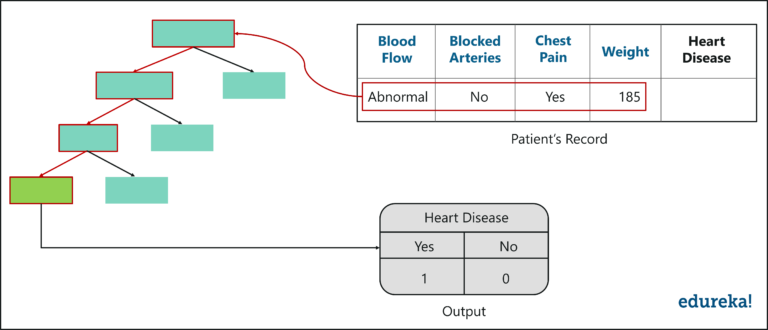 Blood Flow Blocked Arteries Chest Pain Weight Heart Disease
Abnormal No Yes 185
Patient's Record
Heart Disease
Yes No
1 0
Output
edureka!